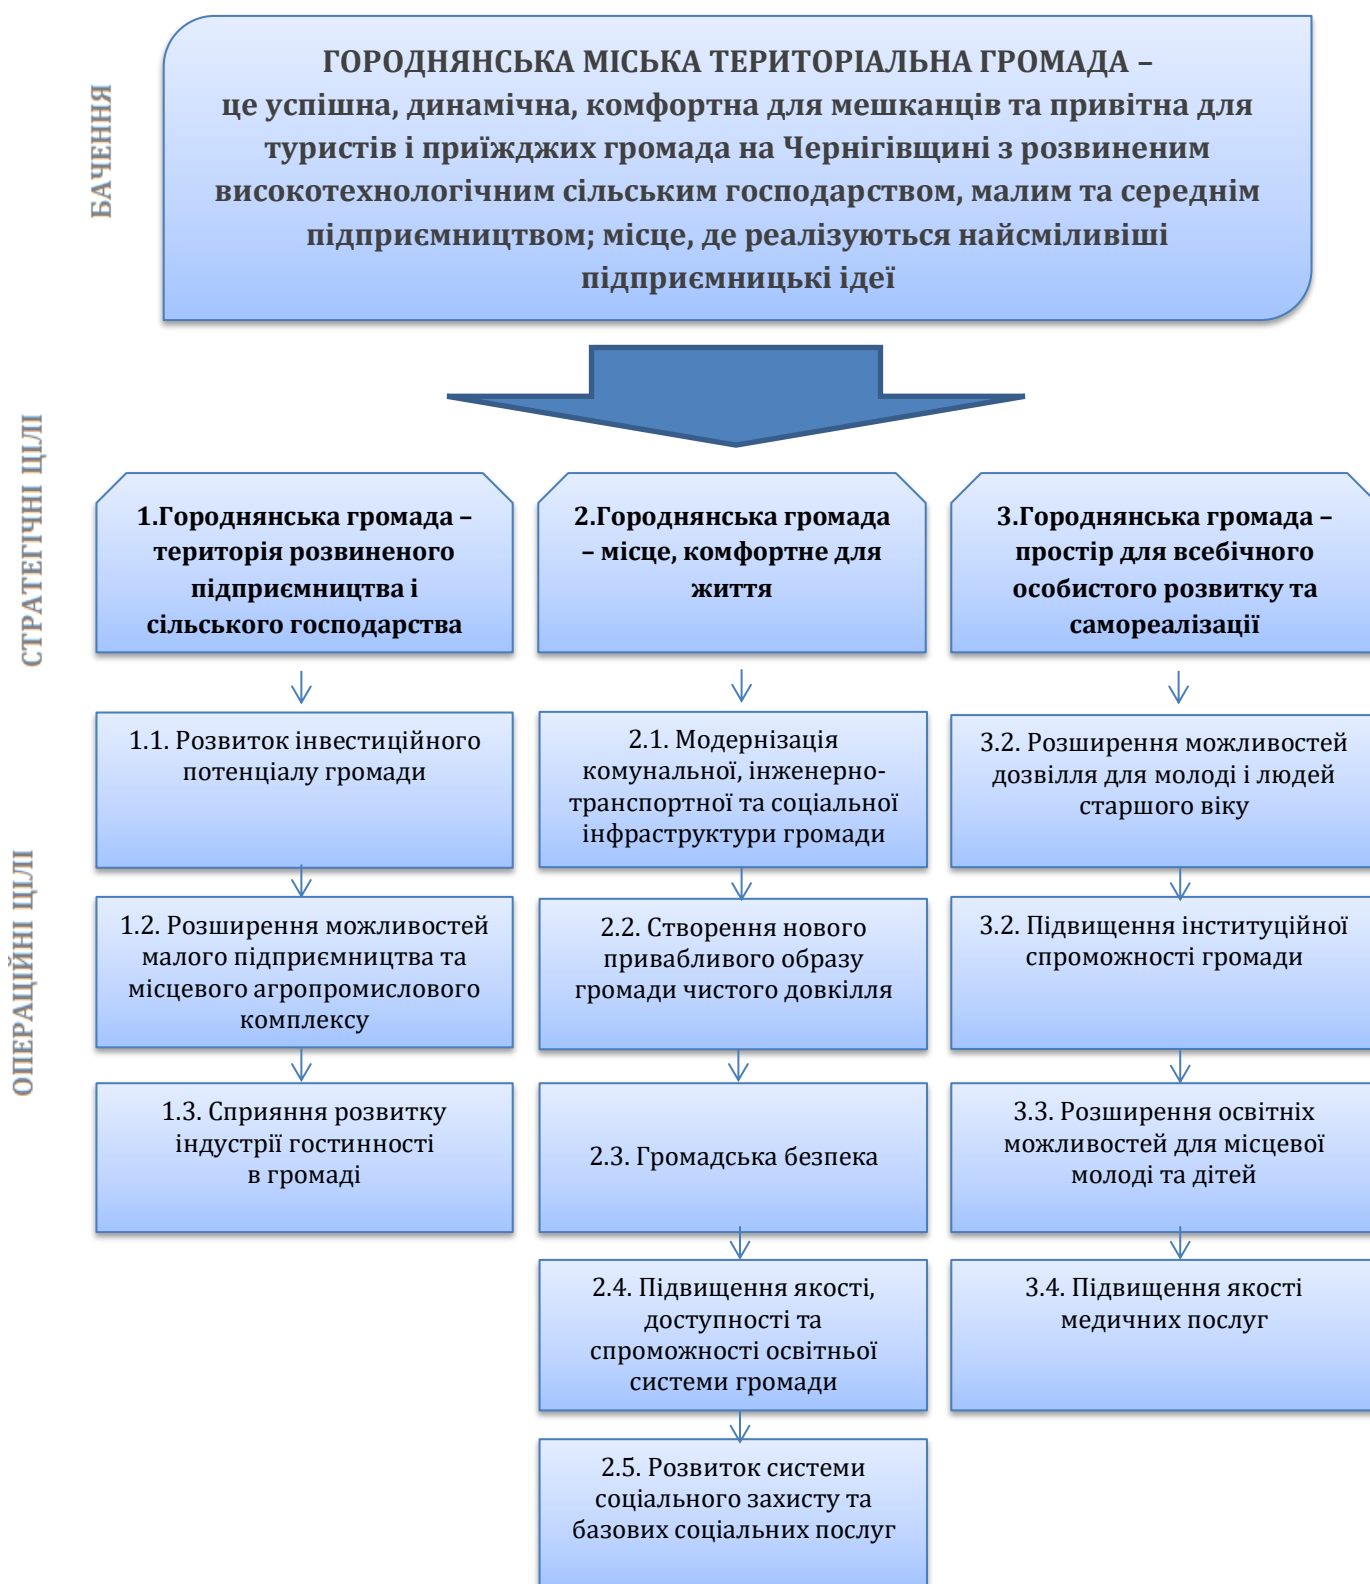 БАЧЕННЯ
ГОРОДНЯНСЬКА МІСЬКА ТЕРИТОРІАЛЬНА ГРОМАДА –
це успішна, динамічна, комфортна для мешканців та привітна для
туристів і приїжджих громада на Чернігівщині з розвиненим
високотехнологічним сільським господарством, малим та середнім
підприємництвом; місце, де реалізуються найсміливіші
підприємницькі ідеї
СТРАТЕГІЧНІ ЦІЛІ
1.Городнянська громада –
територія розвиненого
підприємництва і
сільського господарства
2.Городнянська громада
– місце, комфортне для
життя
3.Городнянська громада –
простір для всебічного
особистого розвитку та
самореалізації
ОПЕРАЦІЙНІ ЦІЛІ
1.1. Розвиток інвестиційного
потенціалу громади
1.2. Розширення можливостей
малого підприємництва та
місцевого агропромислового
комплексу
1.3. Сприяння розвитку
індустрії гостинності
в громаді
2.1. Модернізація
комунальної, інженерно-
транспортної та соціальної
інфраструктури громади
2.2. Створення нового
привабливого образу
громади чистого довкілля
2.3. Громадська безпека
2.4. Підвищення якості,
доступності та
спроможності освітньої
системи громади
2.5. Розвиток системи
соціального захисту та
базових соціальних послуг
3.2. Розширення можливостей
дозвілля для молоді і людей
старшого віку
3.2. Підвищення інституційної
спроможності громади
3.3. Розширення освітніх
можливостей для місцевої
молоді та дітей
3.4. Підвищення якості
медичних послуг